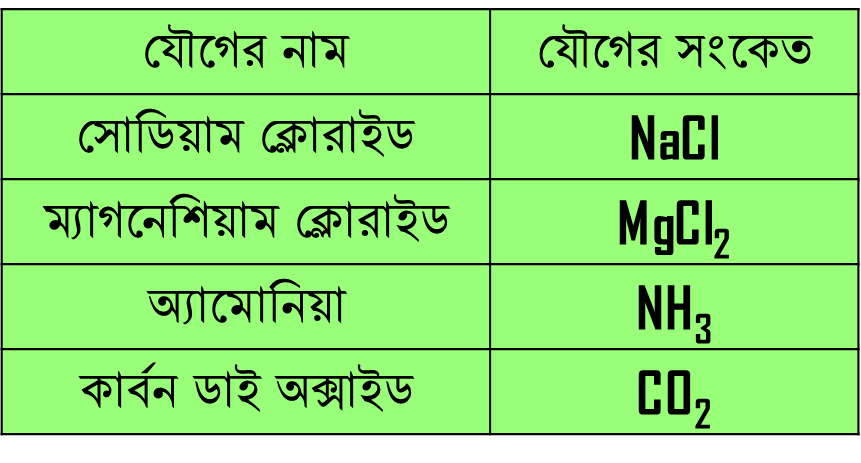 যৌগের নাম যৌগের সংকেত
সোডিয়াম ক্লোরাইড NaCl
ম্যাগনেশিয়াম ক্লোরাইড MgCl₂
অ্যামোনিয়া NH₃
কার্বন ডাই অক্সাইড CO₂